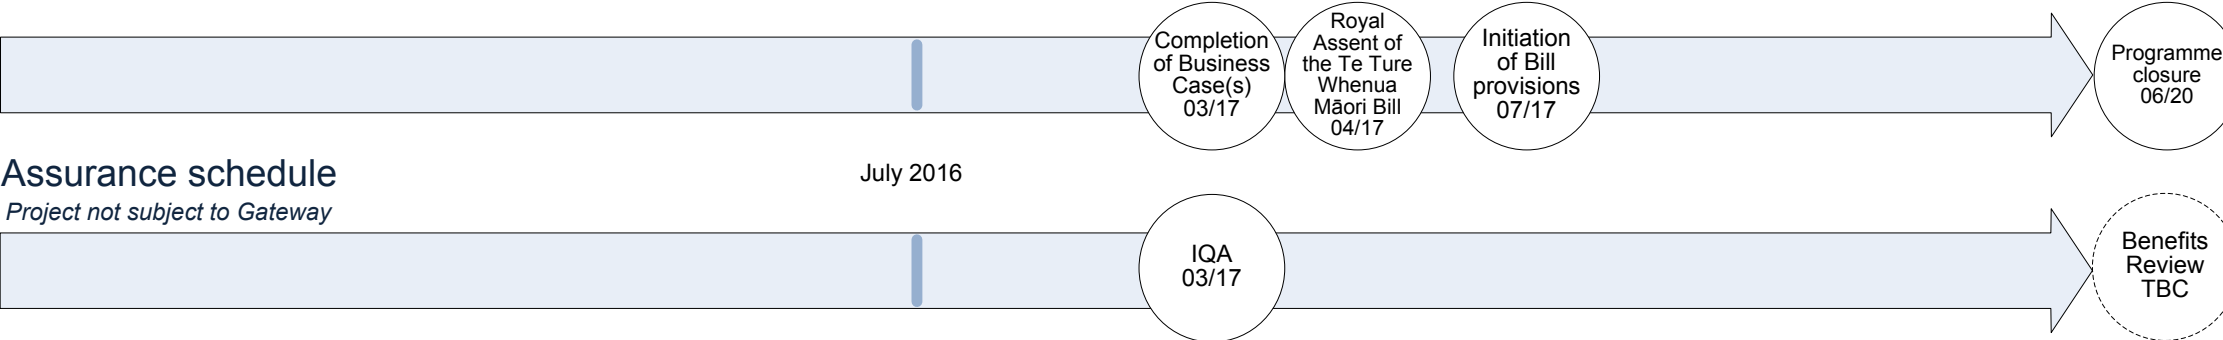 Completion
of Business
Case(s)
03/17
Royal
Assent of
the Te Ture
Whenua
Māori Bill
04/17
Initiation
of Bill
provisions
07/17
Programme
closure
06/20
Assurance schedule
Project not subject to Gateway
July 2016
IQA
03/17
Benefits
Review
TBC